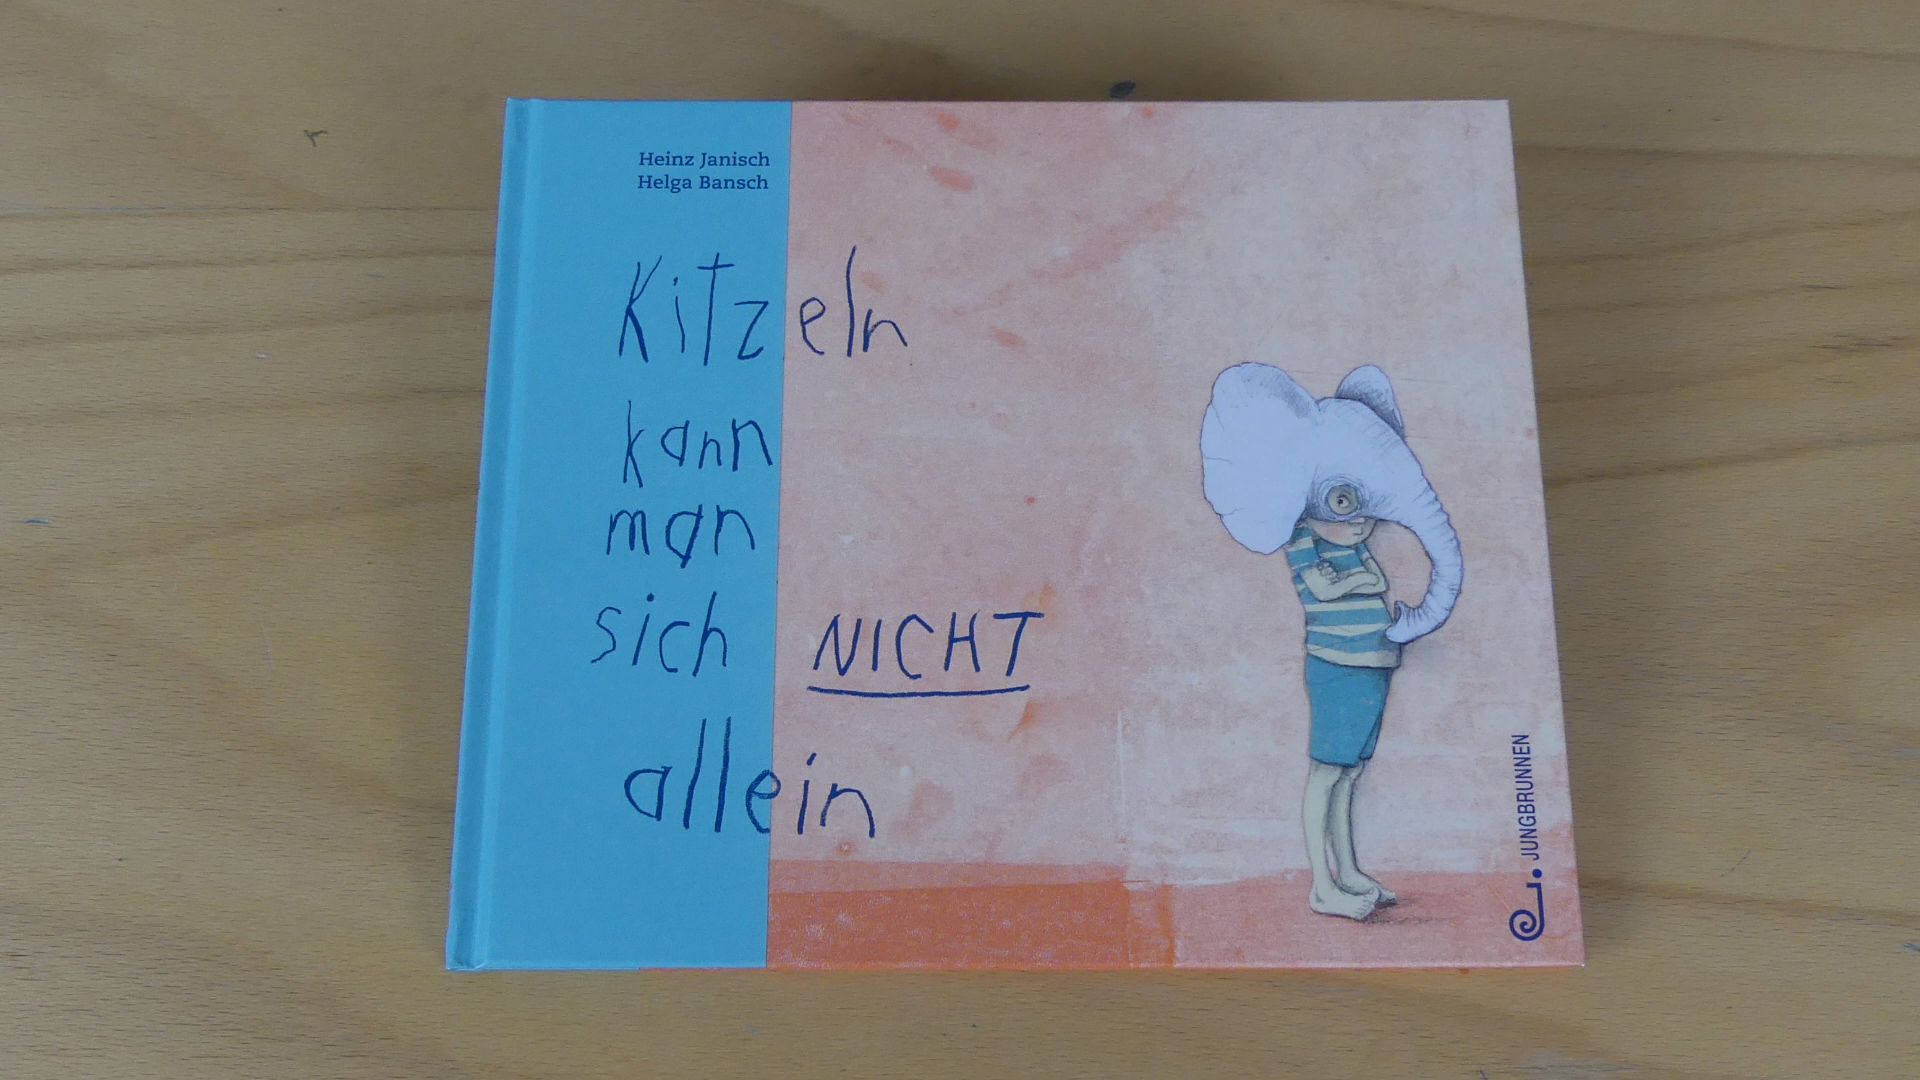 Heinz Janisch
Helga Bansch
Kitzeln
kann
man
sich NICHT
allein
JUNGBRUNNEN